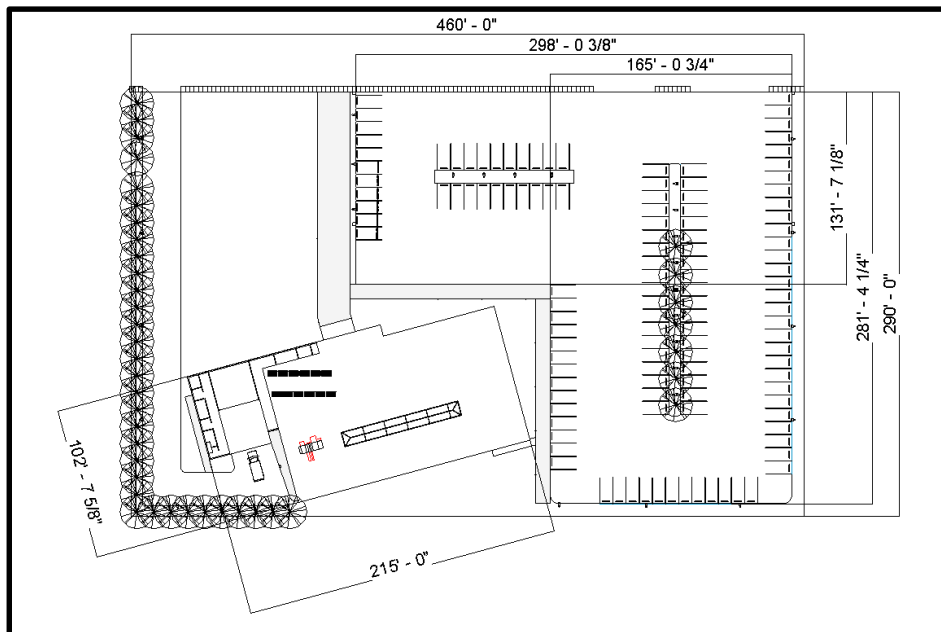 460' - 0"
298' - 0 3/8"
165' - 0 3/4"
131' - 7 1/8"
281' - 4 1/4"
290' - 0"
102' - 7 5/8"
215' - 0"